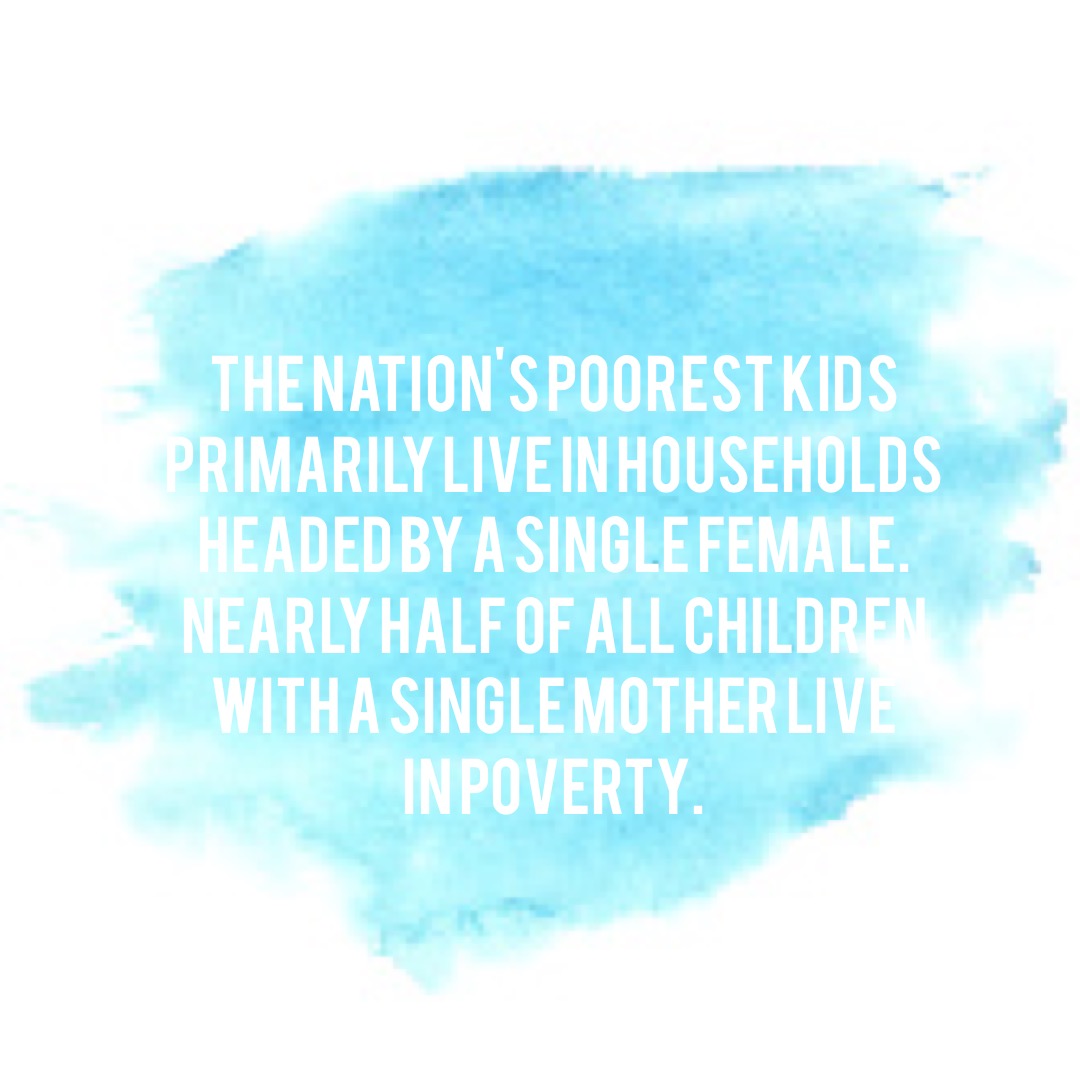 THE NATION'S POOREST KIDS
PRIMARILY LIVE IN HOUSEHOLDS
HEADED BY A SINGLE FEMALE.
NEARLY HALF OF ALL CHILDREN
WITH A SINGLE MOTHER LIVE
IN POVERTY.